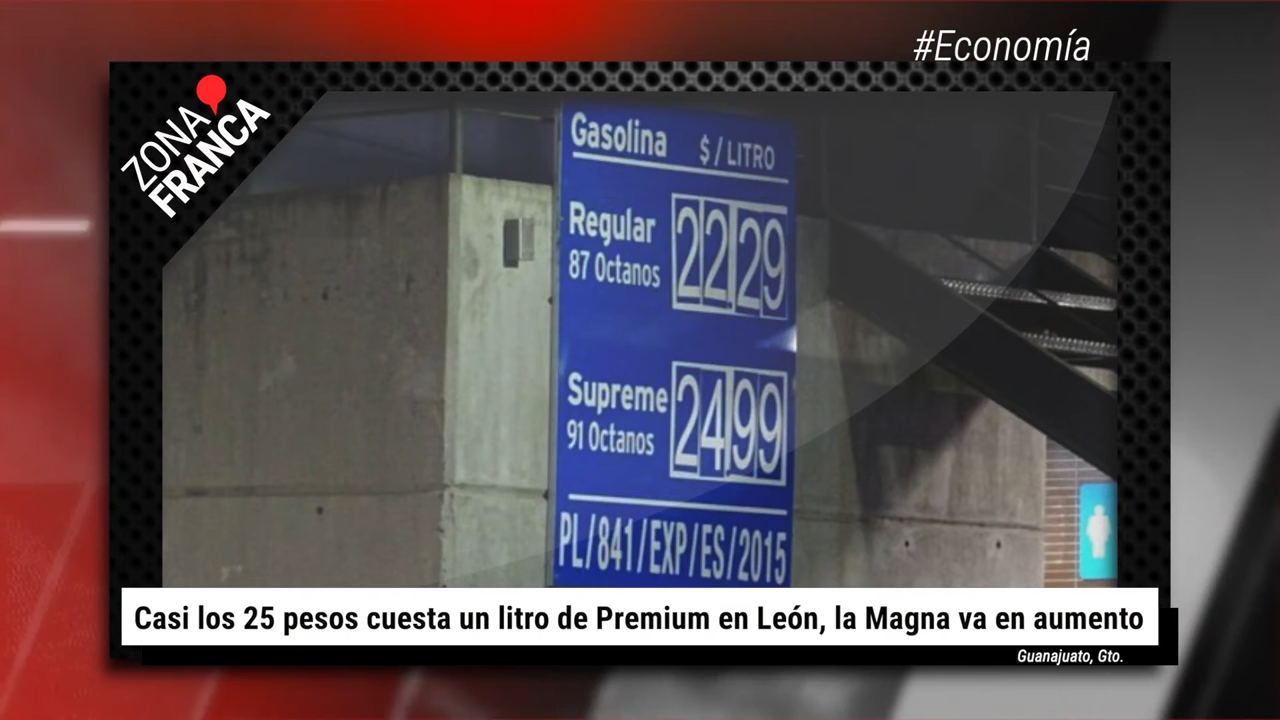 #Economía
ZONA
FRANCA
Gasolina $/LITRO
Regular 22.29
87 Octanos
Supreme 24.99
91 Octanos
PL/841/EXP/ES/2015
Casi los 25 pesos cuesta un litro de Premium en León, la Magna va en aumento
Guanajuato, Gto.